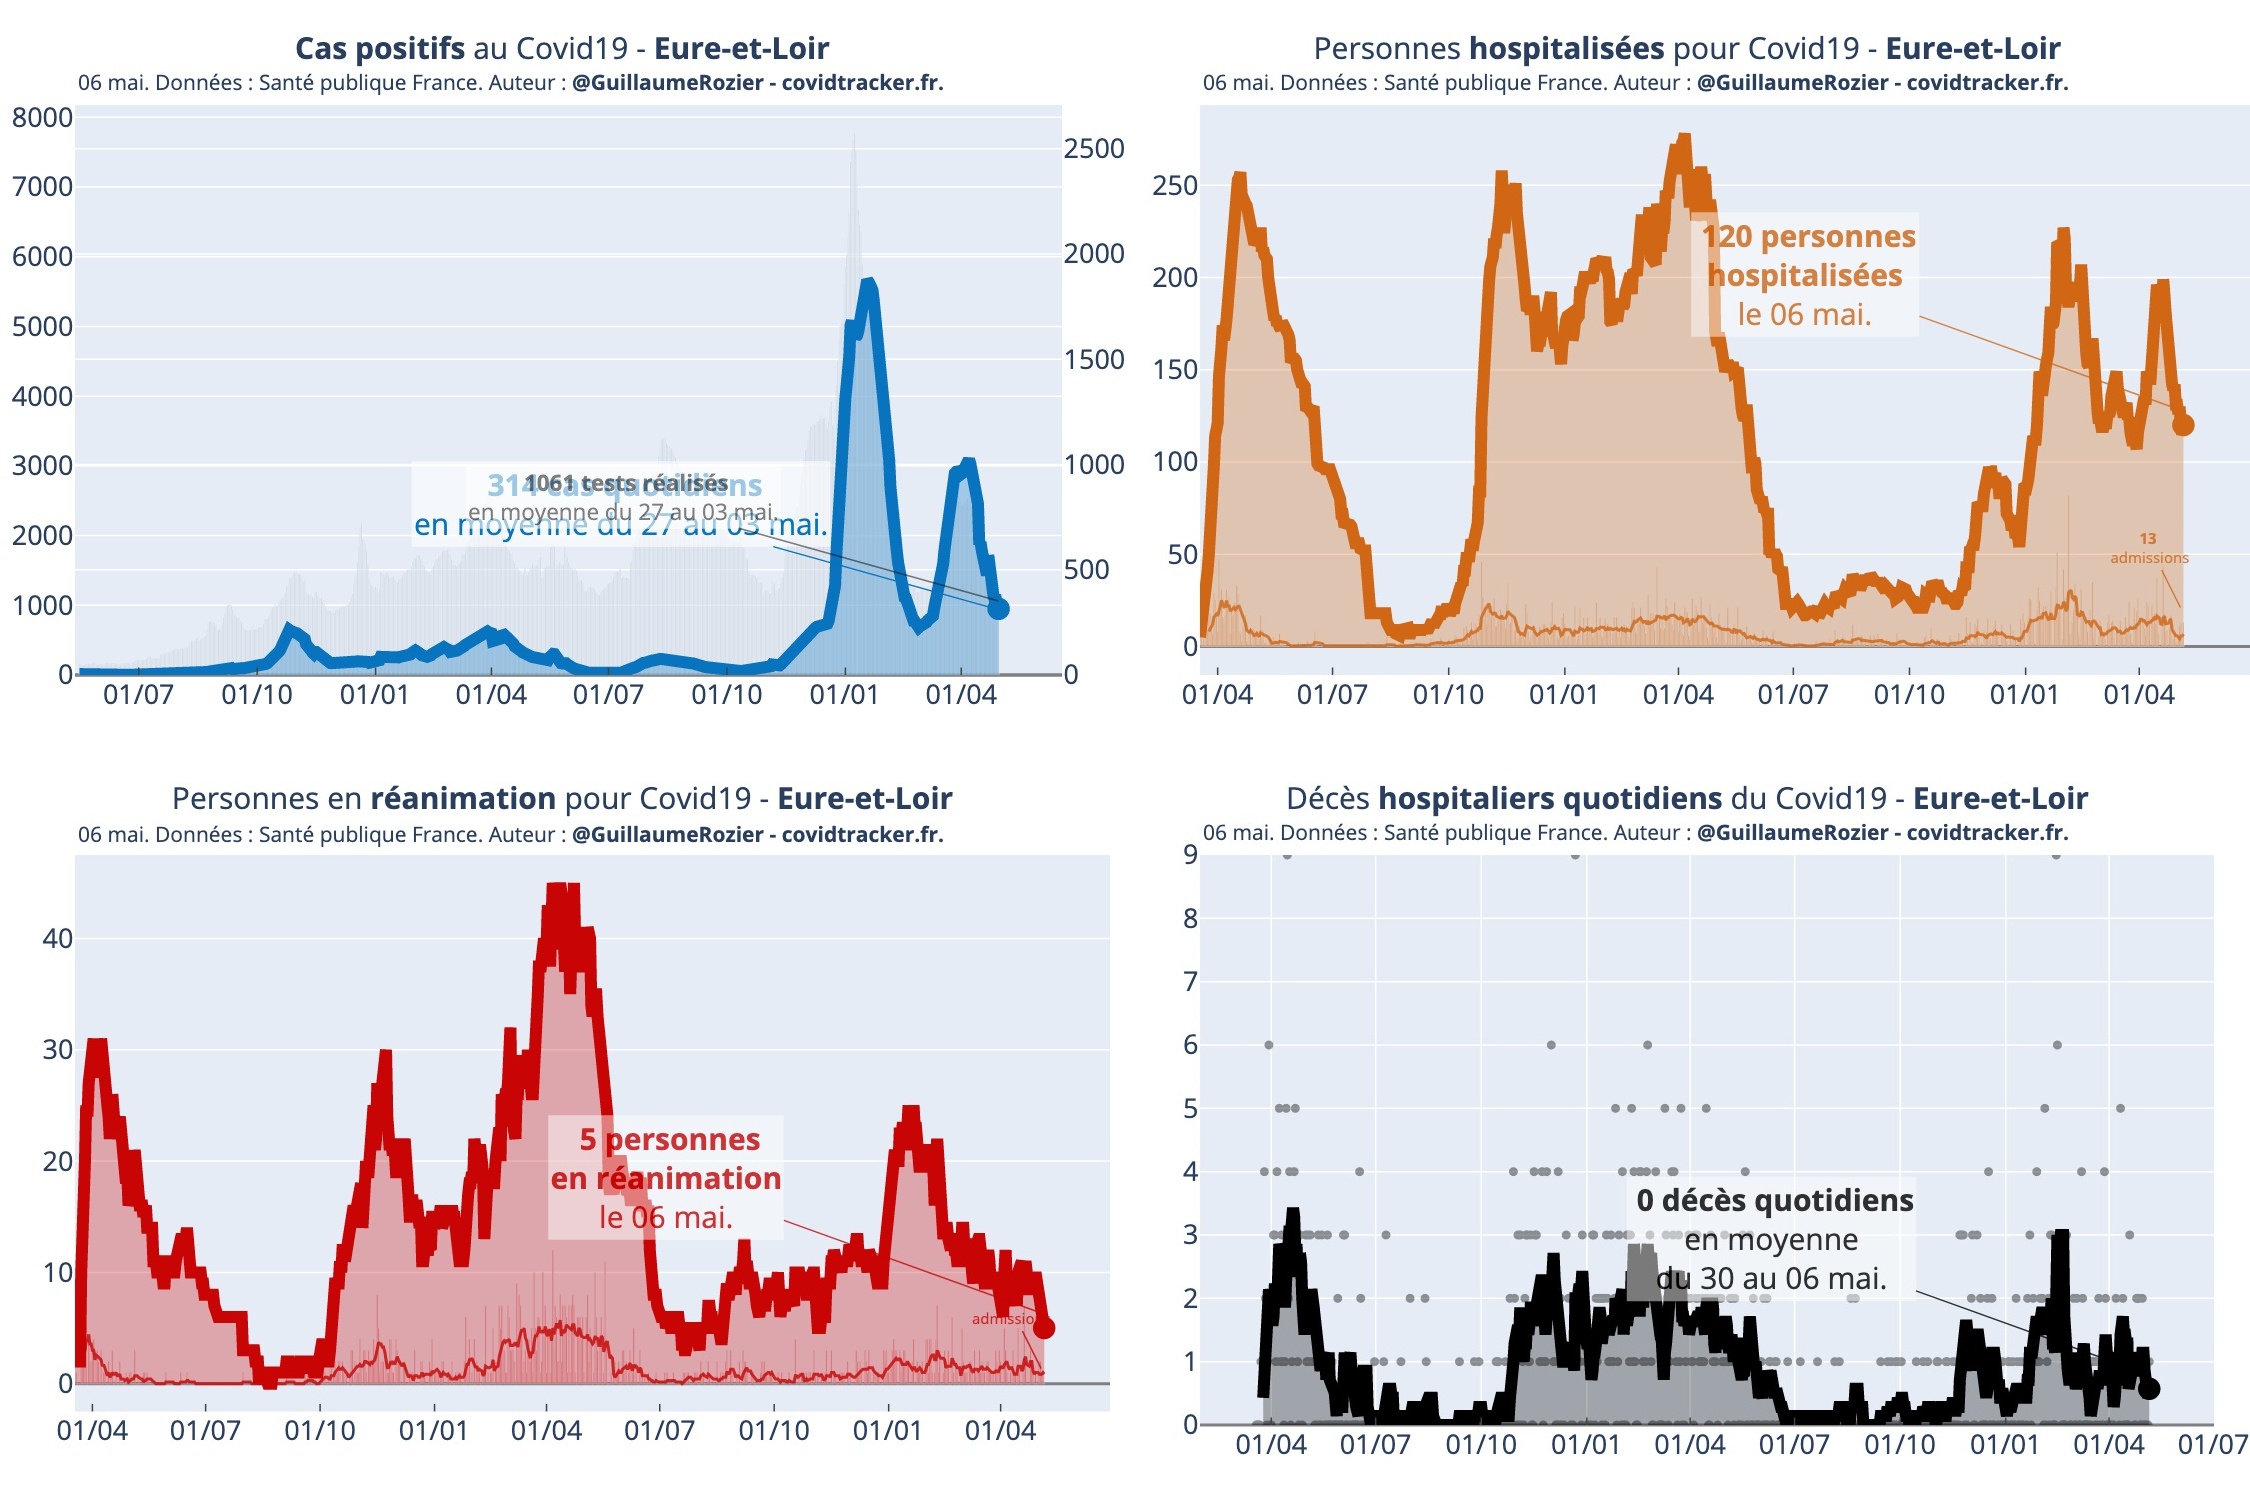 Cas positifs au Covid19 - Eure-et-Loir
06 mai. Données : Santé publique France. Auteur : @GuillaumeRozier - covidtracker.fr.
8000
7000
6000
5000
4000
3000
2000
1000
0
2500
2000
1500
1000
500
0
314 cas quotidiens
en moyenne du 27 au 03 mai.
1061 tests réalisés
en moyenne du 27 au 03 mai.
01/07 01/10 01/01 01/04 01/07 01/10 01/01 01/04
Personnes hospitalisées pour Covid19 - Eure-et-Loir
06 mai. Données : Santé publique France. Auteur : @GuillaumeRozier - covidtracker.fr.
250
200
150
100
50
0
120 personnes
hospitalisées
le 06 mai.
13
admissions
01/04 01/07 01/10 01/01 01/04 01/07 01/10 01/01 01/04
Personnes en réanimation pour Covid19 - Eure-et-Loir
06 mai. Données : Santé publique France. Auteur : @GuillaumeRozier - covidtracker.fr.
40
30
20
10
0
5 personnes
en réanimation
le 06 mai.
admissio
01/04 01/07 01/10 01/01 01/04 01/07 01/10 01/01 01/04
Décès hospitaliers quotidiens du Covid19 - Eure-et-Loir
06 mai. Données : Santé publique France. Auteur : @GuillaumeRozier - covidtracker.fr.
9
8
7
6
5
4
3
2
1
0
0 décès quotidiens
en moyenne
du 30 au 06 mai.
01/04 01/07 01/10 01/01 01/04 01/07 01/10 01/01 01/04 01/07